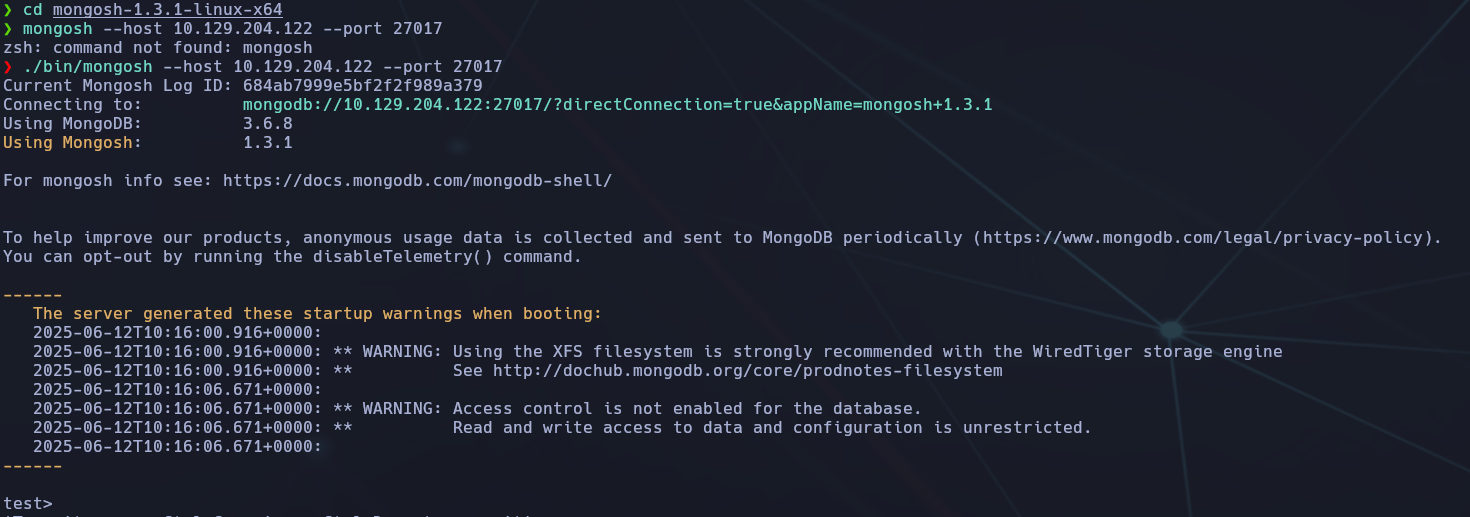 ❯ cd mongosh-1.3.1-linux-x64
❯ mongosh --host 10.129.204.122 --port 27017
zsh: command not found: mongosh
❯ ./bin/mongosh --host 10.129.204.122 --port 27017
Current Mongosh Log ID: 684ab7999e5bf2f2f989a379
Connecting to:          mongodb://10.129.204.122:27017/?directConnection=true&appName=mongosh+1.3.1
Using MongoDB:          3.6.8
Using Mongosh:          1.3.1
For mongosh info see: https://docs.mongodb.com/mongodb-shell/
To help improve our products, anonymous usage data is collected and sent to MongoDB periodically (https://www.mongodb.com/legal/privacy-policy).
You can opt-out by running the disableTelemetry() command.
------
   The server generated these startup warnings when booting:
   2025-06-12T10:16:00.916+0000:
   2025-06-12T10:16:00.916+0000: ** WARNING: Using the XFS filesystem is strongly recommended with the WiredTiger storage engine
   2025-06-12T10:16:00.916+0000: **          See http://dochub.mongodb.org/core/prodnotes-filesystem
   2025-06-12T10:16:06.671+0000:
   2025-06-12T10:16:06.671+0000: ** WARNING: Access control is not enabled for the database.
   2025-06-12T10:16:06.671+0000: **          Read and write access to data and configuration is unrestricted.
   2025-06-12T10:16:06.671+0000:
------
test>